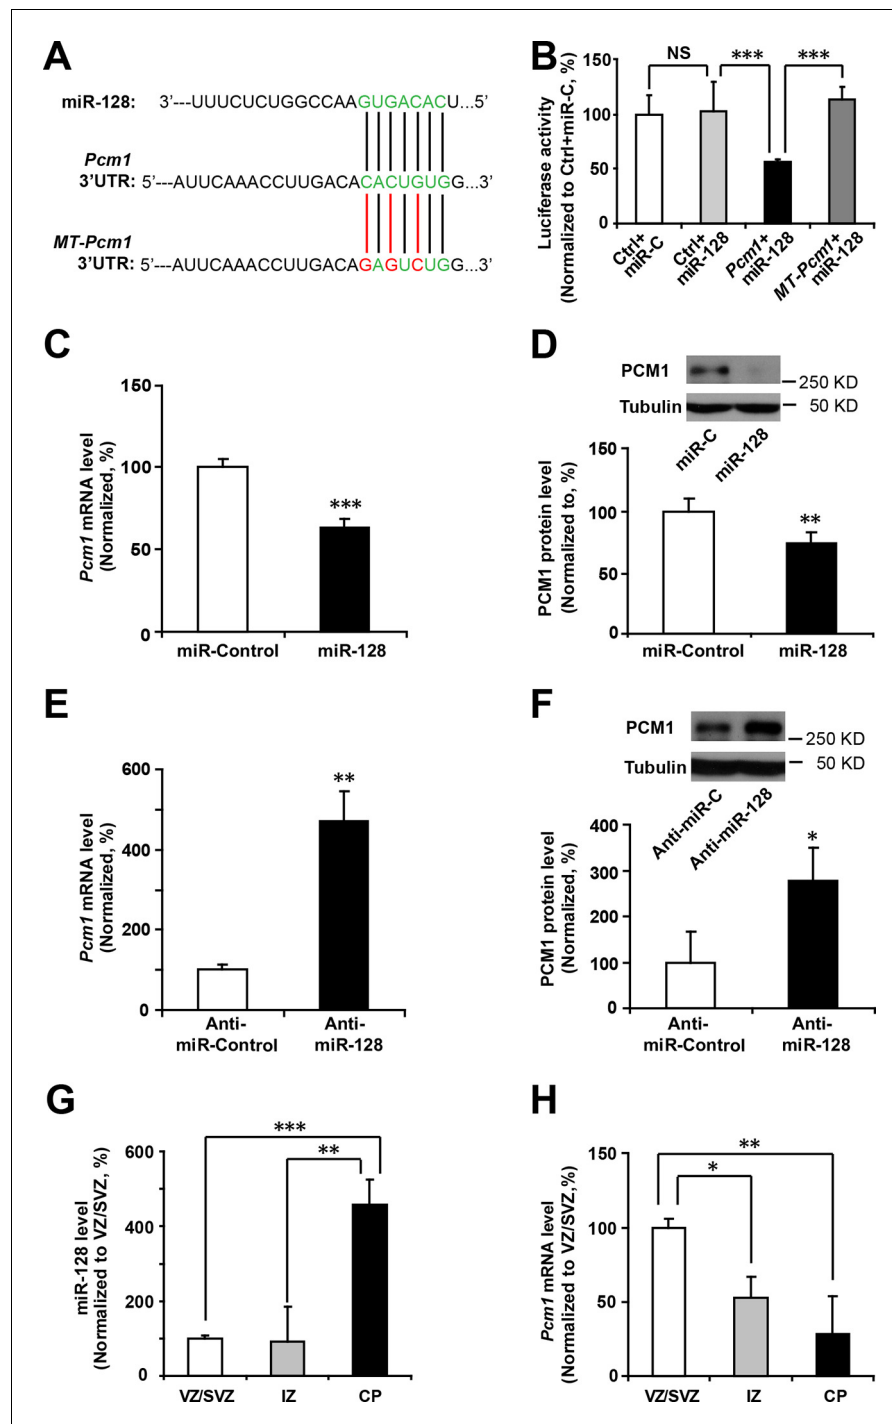 A
miR-128: 3'---UUUCUCUGGCCAAGUGACACU...5'
Pcm1
3'UTR: 5'---AUUCAAACCUUGACACACUGUGG...3'
MT-Pcm1
3'UTR: 5'---AUUCAAACCUUGACAGAGUCUGG...3'
B
Luciferase activity
(Normalized to Ctrl+miR-C, %)
150
100
50
0
NS
***
***
Ctrl+
miR-C
Ctrl+
miR-128
Pcm1+
miR-128
MT-Pcm1+
miR-128
C
Pcm1 mRNA level
(Normalized, %)
150
100
50
0
***
miR-Control
miR-128
D
PCM1
250 KD
Tubulin
50 KD
miR-C
miR-128
PCM1 protein level
(Normalized to, %)
150
100
50
0
**
miR-Control
miR-128
E
Pcm1 mRNA level
(Normalized, %)
600
400
200
0
**
Anti-
miR-Control
Anti-
miR-128
F
PCM1
250 KD
Tubulin
50 KD
Anti-miR-C
Anti-miR-128
PCM1 protein level
(Normalized, %)
400
300
200
100
0
*
Anti-
miR-Control
Anti-
miR-128
G
miR-128 level
(Normalized to VZ/SVZ, %)
600
400
200
0
***
**
VZ/SVZ
IZ
CP
H
Pcm1 mRNA level
(Normalized to VZ/SVZ,%)
150
100
50
0
**
*
VZ/SVZ
IZ
CP